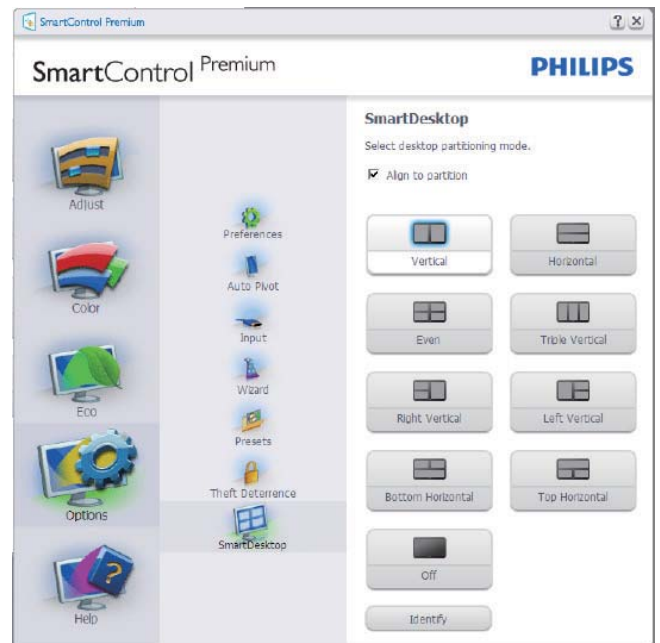 SmartControl Premium
SmartControl Premium
PHILIPS
Adjust
Color
Eco
Options
Help
Preferences
Auto Pivot
Input
Wizard
Presets
Theft Deterrence
SmartDesktop
SmartDesktop
Select desktop partitioning mode.
Align to partition
Vertical
Horizontal
Even
Triple Vertical
Right Vertical
Left Vertical
Bottom Horizontal
Top Horizontal
Off
Identify